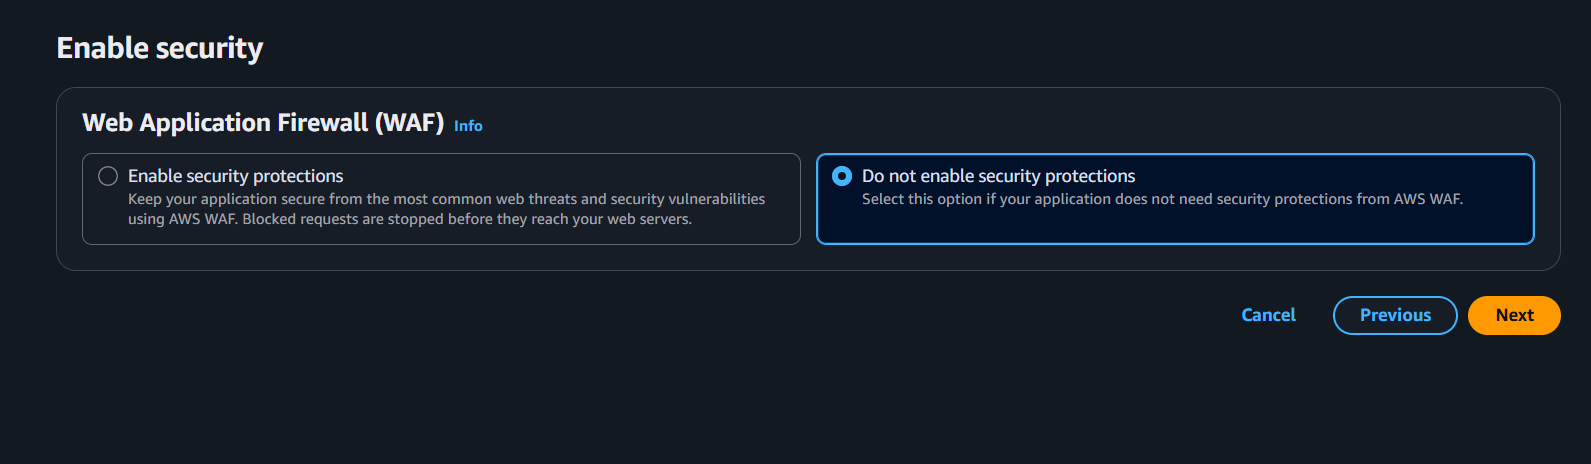 Enable security
Web Application Firewall (WAF) Info
Enable security protections
Keep your application secure from the most common web threats and security vulnerabilities
using AWS WAF. Blocked requests are stopped before they reach your web servers.
Do not enable security protections
Select this option if your application does not need security protections from AWS WAF.
Cancel
Previous
Next